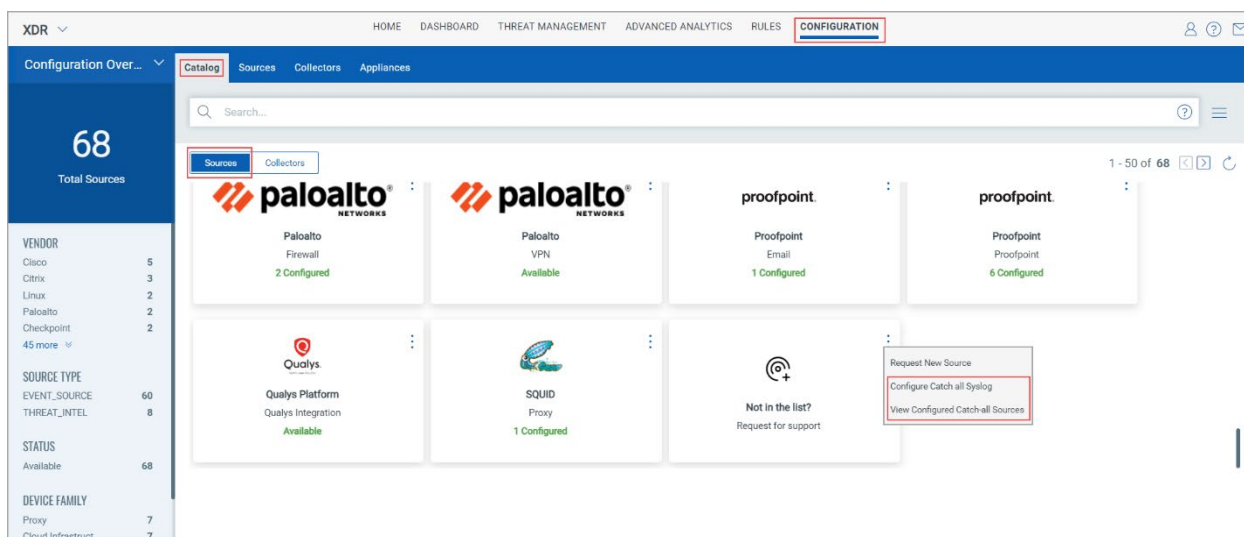 XDR
HOME DASHBOARD THREAT MANAGEMENT ADVANCED ANALYTICS RULES CONFIGURATION
Configuration Over...
Catalog Sources Collectors Appliances
Search...
68
Total Sources
Sources Collectors
1 - 50 of 68
VENDOR
Cisco 5
Citrix 3
Linux 2
Paloalto 2
Checkpoint 2
45 more
SOURCE TYPE
EVENT_SOURCE 60
THREAT_INTEL 8
STATUS
Available 68
DEVICE FAMILY
Proxy 7
Cloud Infrastruct 7
paloalto®
NETWORKS
Paloalto
Firewall
2 Configured
paloalto®
NETWORKS
Paloalto
VPN
Available
proofpoint.
Proofpoint
Email
1 Configured
proofpoint.
Proofpoint
Proofpoint
6 Configured
Qualys.
Qualys Platform
Qualys Integration
Available
SQUID
Proxy
1 Configured
Not in the list?
Request for support
Request New Source
Configure Catch all Syslog
View Configured Catch-all Sources